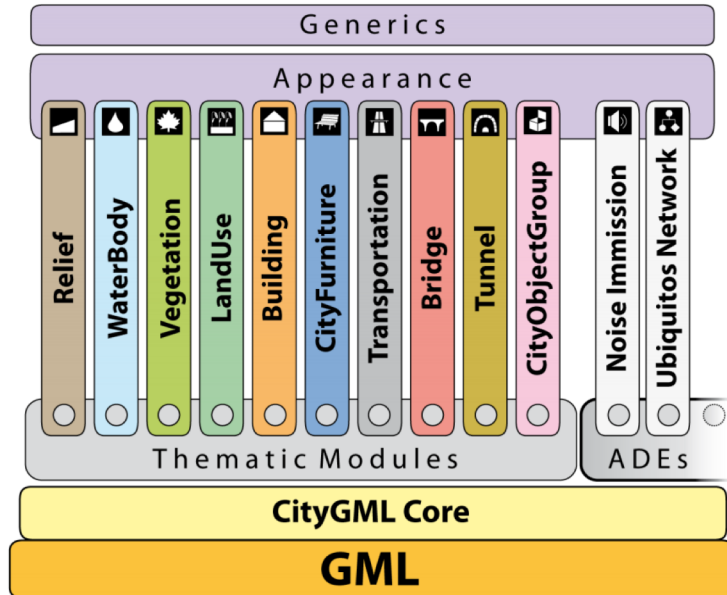 Generics
Appearance
Relief
WaterBody
Vegetation
LandUse
Building
CityFurniture
Transportation
Bridge
Tunnel
CityObjectGroup
Noise Immission
Ubiquitos Network
Thematic Modules
ADEs
CityGML Core
GML